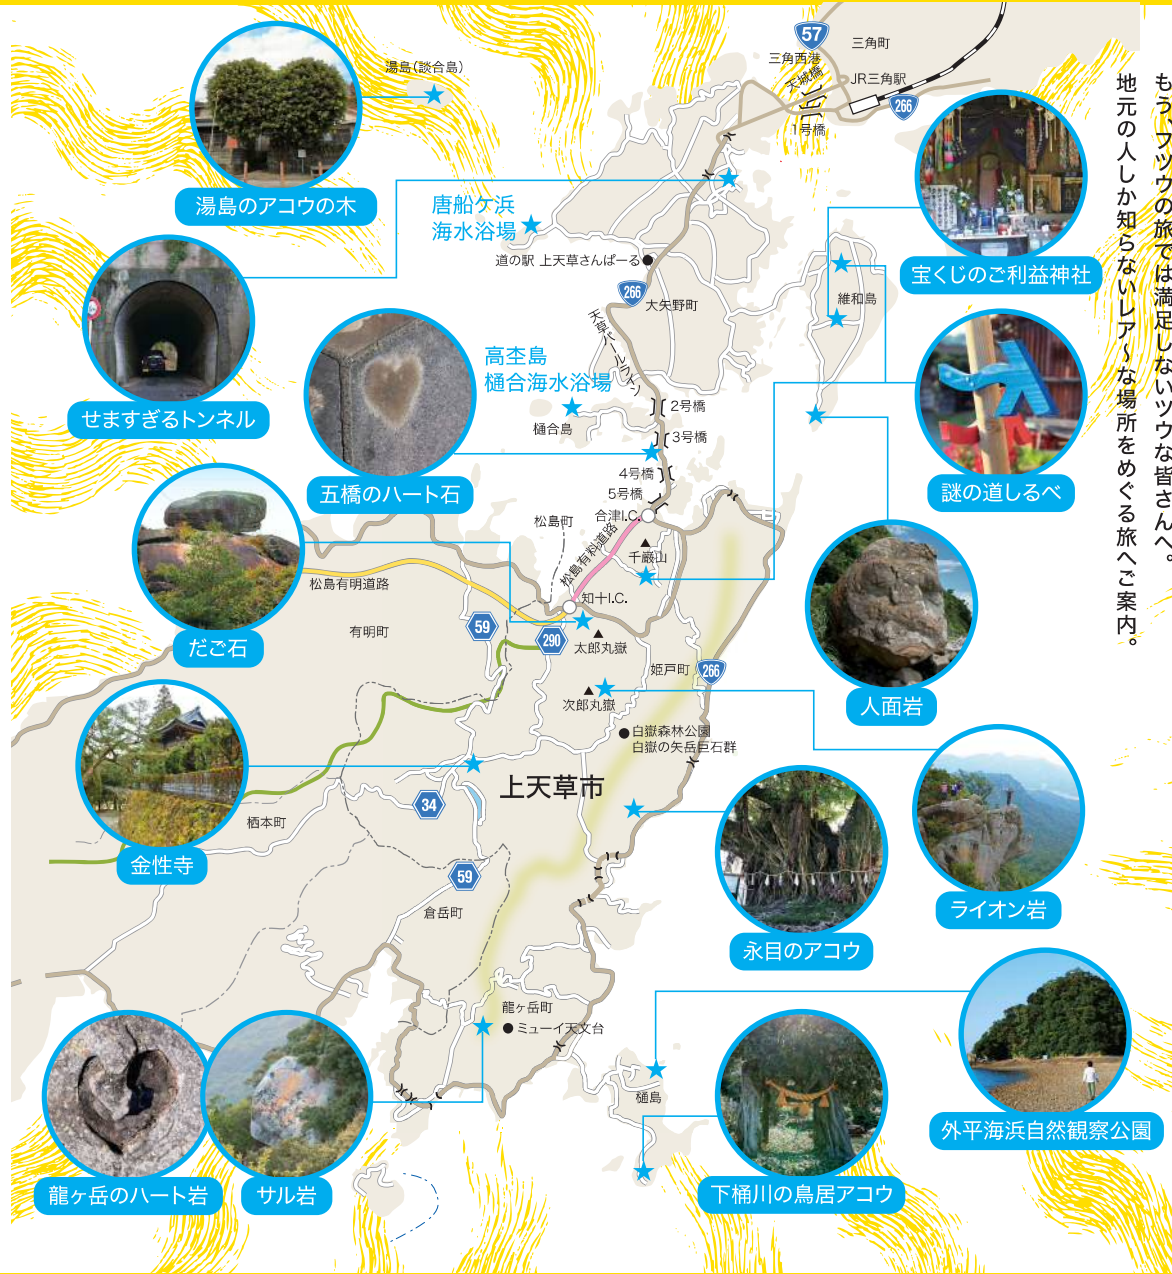 もう、フツウの旅では満足しないツウな皆さんへ。
地元の人しか知らないレア〜な場所をめぐる旅へご案内。
57
三角町
三角西港
天城橋
JR三角駅
266
1号橋
湯島(談合島)
湯島のアコウの木
唐船ケ浜
海水浴場
道の駅 上天草さんぱーる
266
大矢野町
維和島
宝くじのご利益神社
せますぎるトンネル
天草パールライン
高杢島
樋合海水浴場
樋合島
2号橋
3号橋
4号橋
5号橋
合津I.C.
五橋のハート石
謎の道しるべ
松島町
松島有料道路
千巌山
松島有明道路
知十I.C.
だご石
有明町
59
290
太郎丸嶽
姫戸町
266
次郎丸嶽
人面岩
白嶽森林公園
白嶽の矢岳巨石群
上天草市
34
栖本町
金性寺
59
倉岳町
ライオン岩
永目のアコウ
龍ヶ岳町
ミューイ天文台
樋島
外平海浜自然観察公園
龍ヶ岳のハート岩
サル岩
下桶川の鳥居アコウ